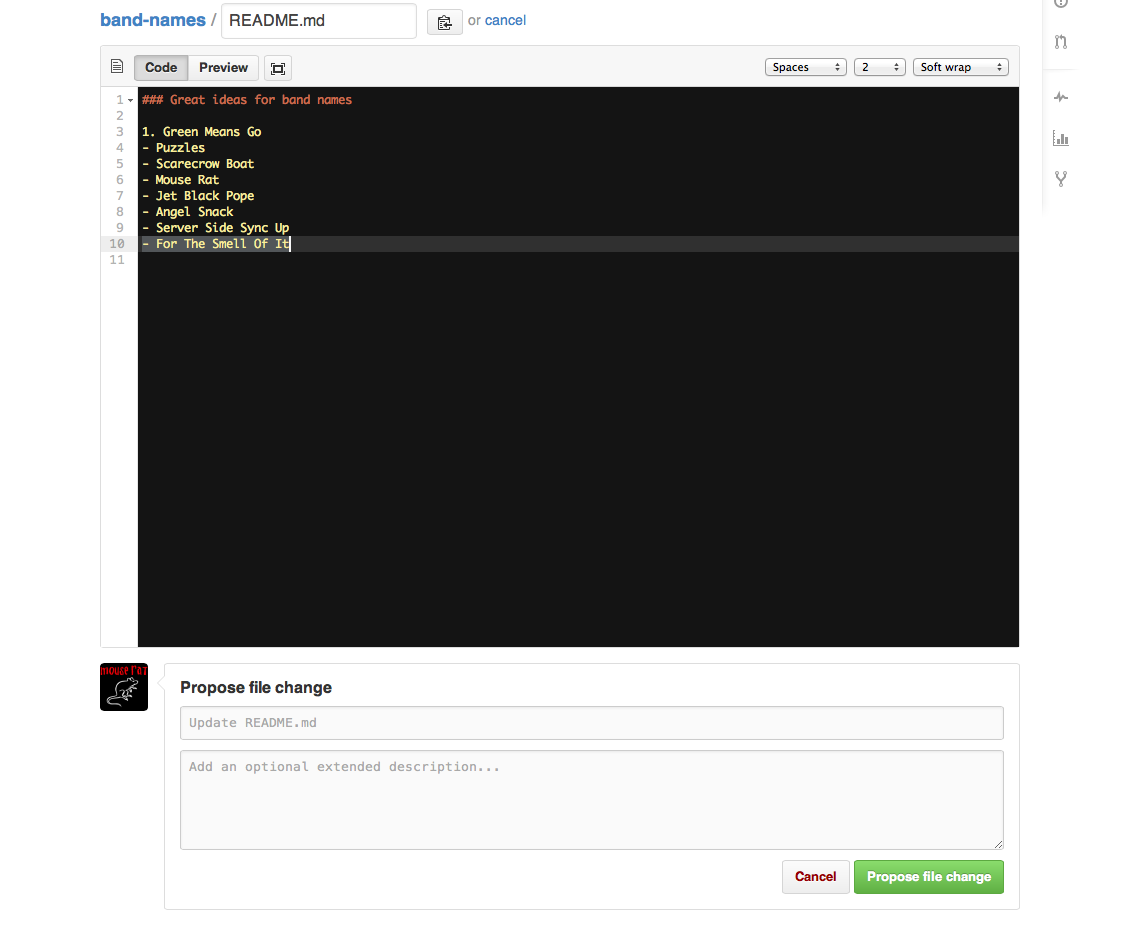 band-names / README.md or cancel
Code Preview Spaces 2 Soft wrap
1 ### Great ideas for band names
2
3 1. Green Means Go
4 - Puzzles
5 - Scarecrow Boat
6 - Mouse Rat
7 - Jet Black Pope
8 - Angel Snack
9 - Server Side Sync Up
10 - For The Smell Of It
11
mouse rat
Propose file change
Update README.md
Add an optional extended description...
Cancel Propose file change